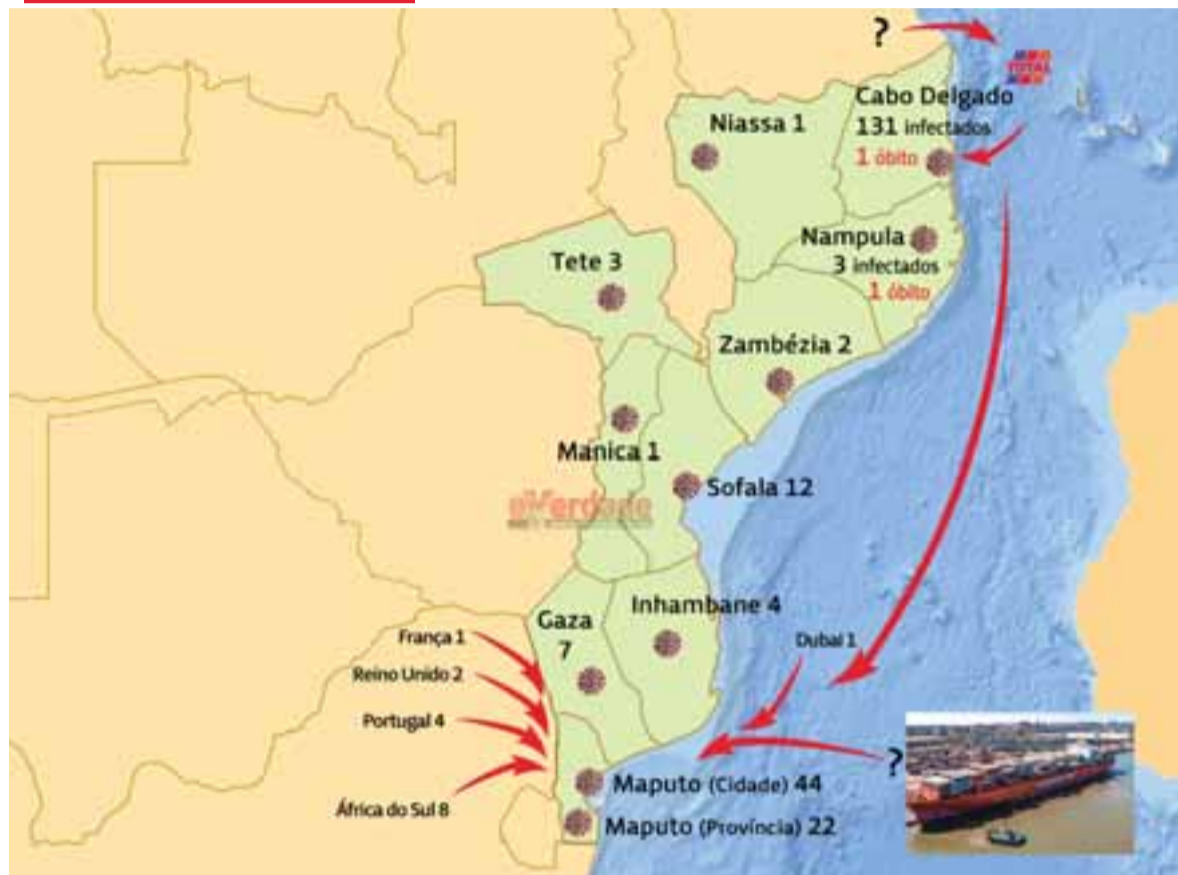 ?
TOTAL
Cabo Delgado
131 infectados
1 óbito
Niassa 1
Nampula
3 infectados
1 óbito
Tete 3
Zambézia 2
Manica 1
Sofala 12
@Verdade
Inhambane 4
Gaza
7
França 1
Reino Unido 2
Portugal 4
África do Sul 8
Dubai 1
?
Maputo (Cidade) 44
Maputo (Província) 22